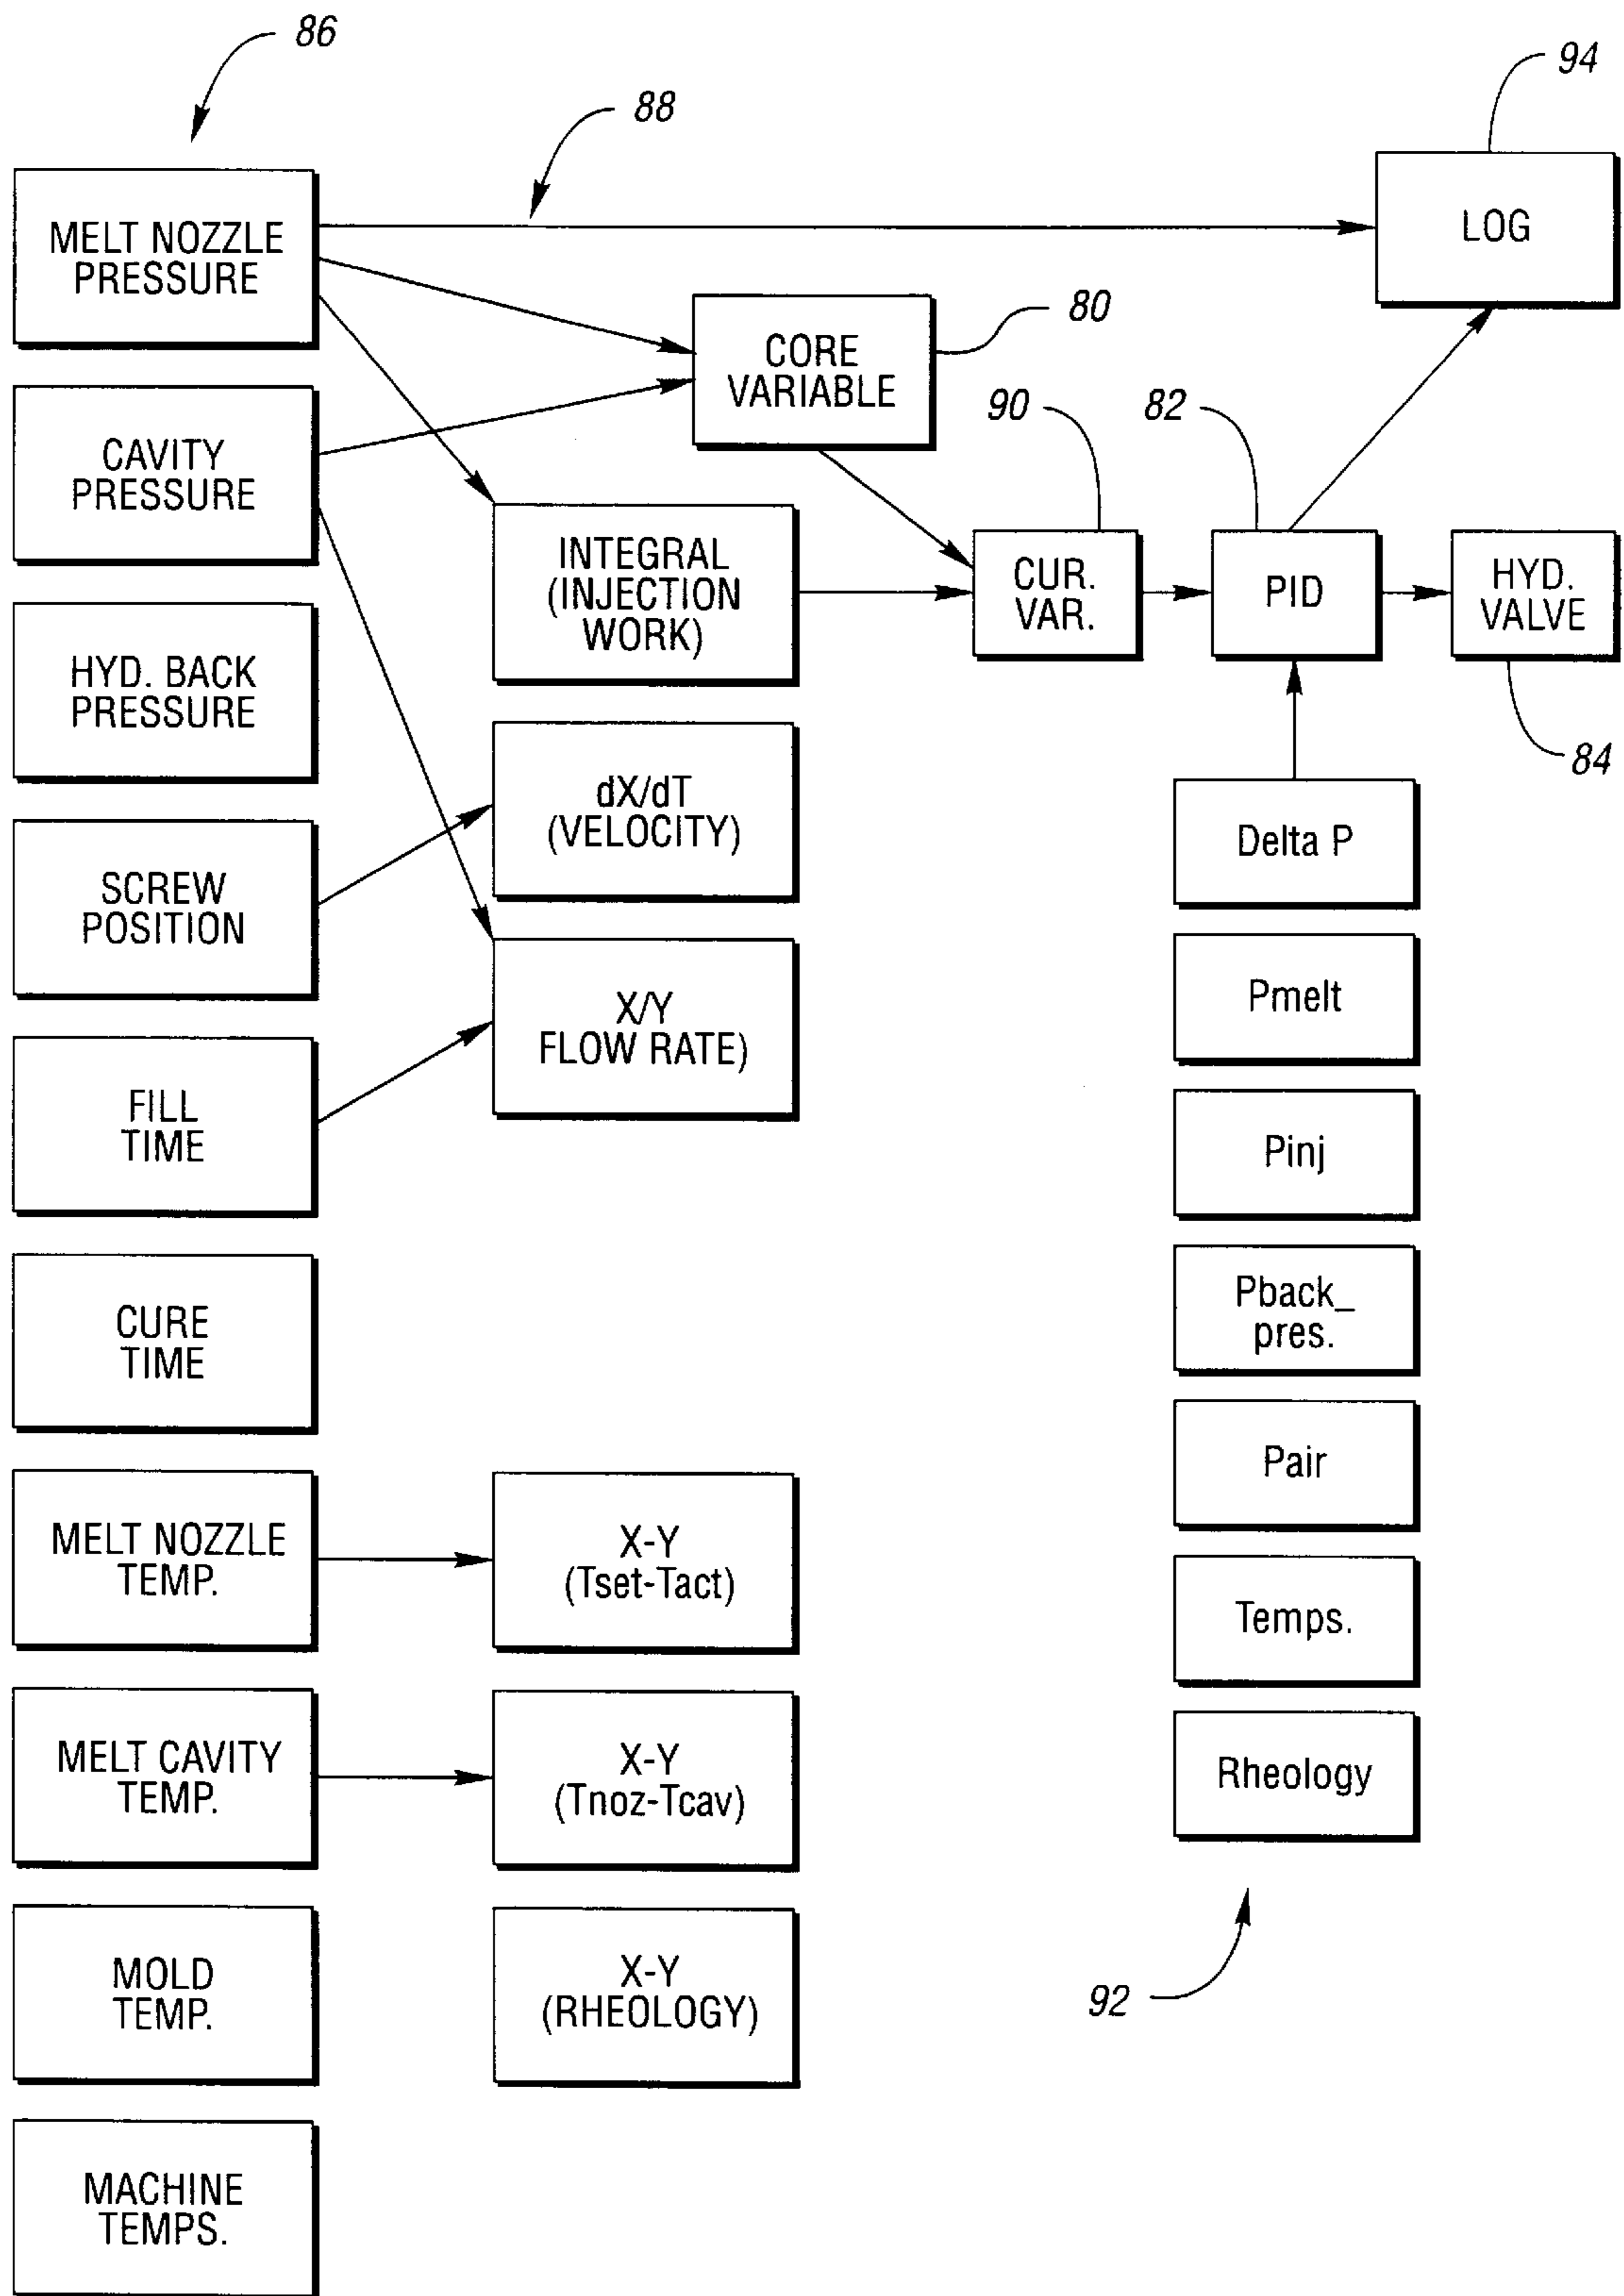 86
94
88
MELT NOZZLE
PRESSURE
LOG
80
CORE
VARIABLE
CAVITY
PRESSURE
90
82
INTEGRAL
(INJECTION
WORK)
CUR.
VAR.
PID
HYD.
VALVE
84
HYD. BACK
PRESSURE
dX/dT
(VELOCITY)
Delta P
SCREW
POSITION
X/Y
FLOW RATE)
Pmelt
FILL
TIME
Pinj
CURE
TIME
Pback_
pres.
Pair
MELT NOZZLE
TEMP.
X-Y
(Tset-Tact)
Temps.
MELT CAVITY
TEMP.
X-Y
(Tnoz-Tcav)
Rheology
MOLD
TEMP.
X-Y
(RHEOLOGY)
92
MACHINE
TEMPS.